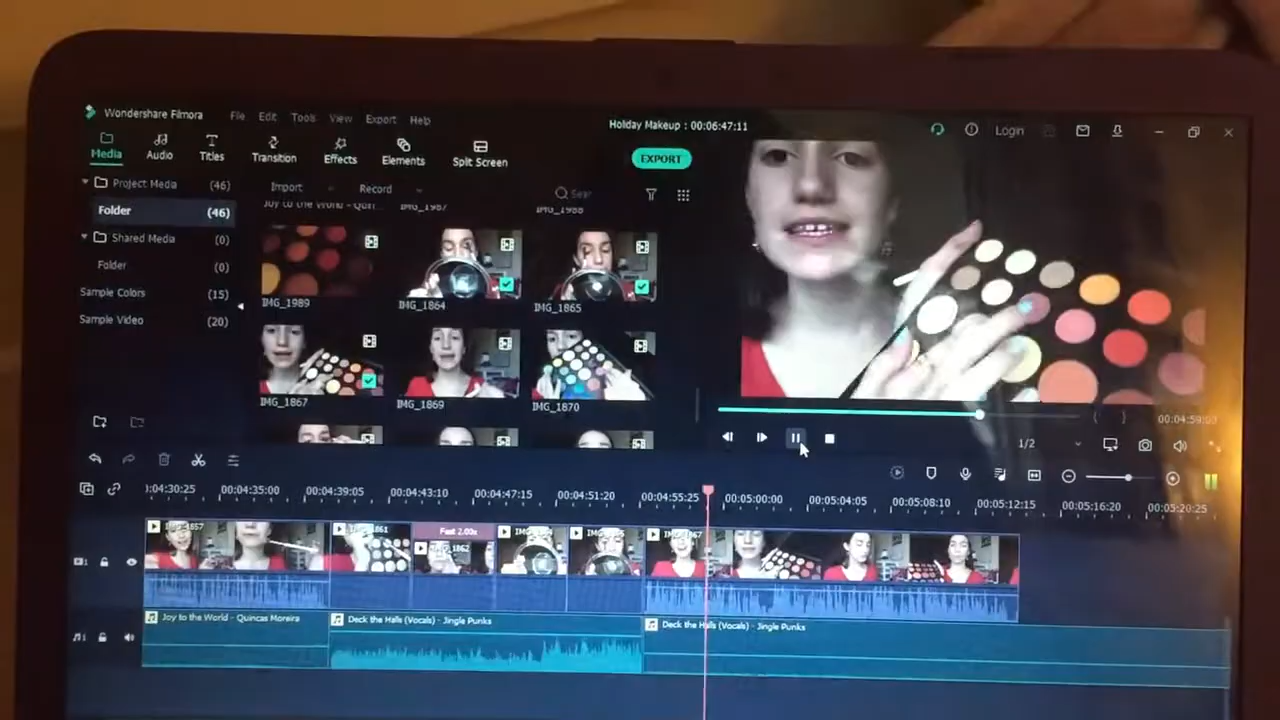 Wondershare Filmora File Edit Tools View Export Help
Holiday Makeup : 00:06:47:11
Login
Media Audio Titles Transition Effects Elements Split Screen
EXPORT
Project Media (46)
Folder (46)
Shared Media (0)
Folder (0)
Sample Colors (15)
Sample Video (20)
Import Record
Joy to the World - Quin... IMG_1987 IMG_1988
IMG_1989 IMG_1864 IMG_1865
IMG_1867 IMG_1869 IMG_1870
00:04:59:03
1/2
:04:30:25 00:04:35:00 00:04:39:05 00:04:43:10 00:04:47:15 00:04:51:20 00:04:55:25 00:05:00:00 00:05:04:05 00:05:08:10 00:05:12:15 00:05:16:20 00:05:20:25
IMG_1857 IMG_1861 Fast 2.00x IMG_1862 IMG_1867
Joy to the World - Quincas Moreira
Deck the Halls (Vocals) - Jingle Punks
Deck the Halls (Vocals) - Jingle Punks